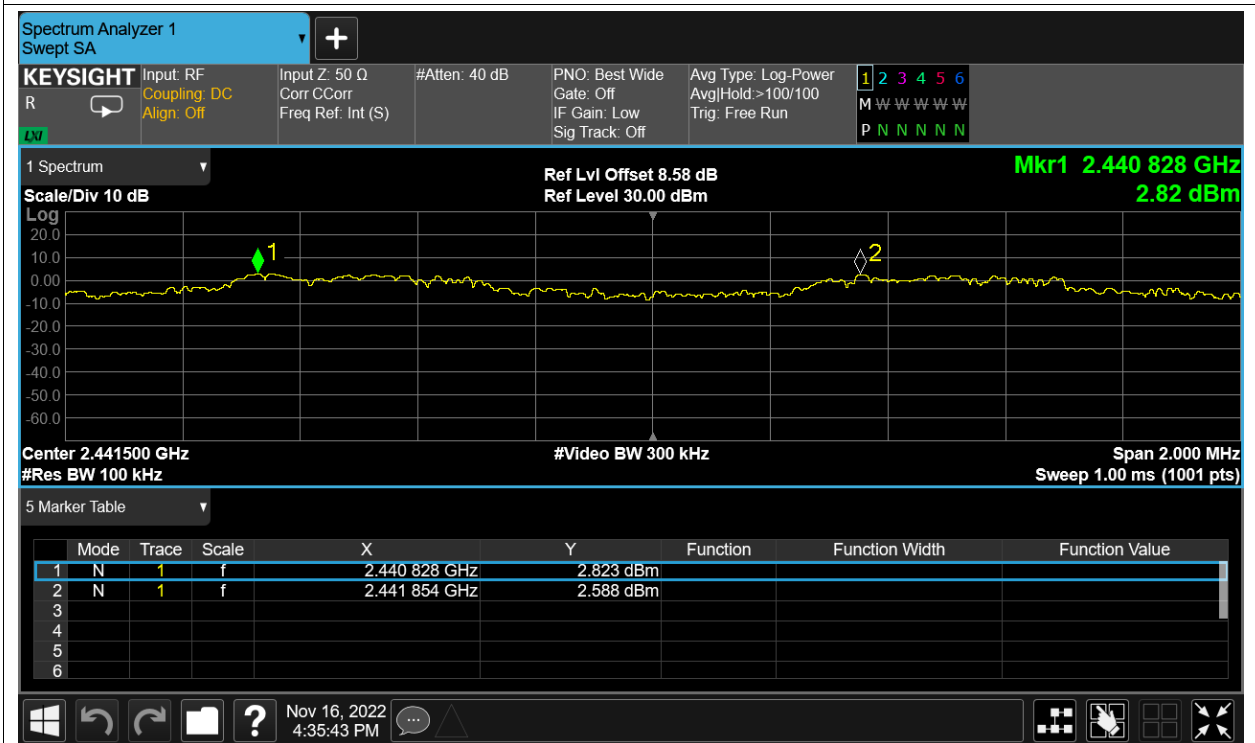 Spectrum Analyzer 1
Swept SA
KEYSIGHT Input: RF Input Z: 50 Ω #Atten: 40 dB PNO: Best Wide Avg Type: Log-Power 1 2 3 4 5 6
R Coupling: DC Corr CCorr Gate: Off Avg|Hold:>100/100 M W W W W W
Align: Off Freq Ref: Int (S) IF Gain: Low Trig: Free Run
LXI Sig Track: Off P N N N N N
1 Spectrum Ref Lvl Offset 8.58 dB Mkr1 2.440 828 GHz
Scale/Div 10 dB Ref Level 30.00 dBm 2.82 dBm
Log
20.0
10.0 1 2
0.00
-10.0
-20.0
-30.0
-40.0
-50.0
-60.0
Center 2.441500 GHz #Video BW 300 kHz Span 2.000 MHz
#Res BW 100 kHz Sweep 1.00 ms (1001 pts)
5 Marker Table
Mode Trace Scale X Y Function Function Width Function Value
1 N 1 f 2.440 828 GHz 2.823 dBm
2 N 1 f 2.441 854 GHz 2.588 dBm
3
4
5
6
? Nov 16, 2022
4:35:43 PM